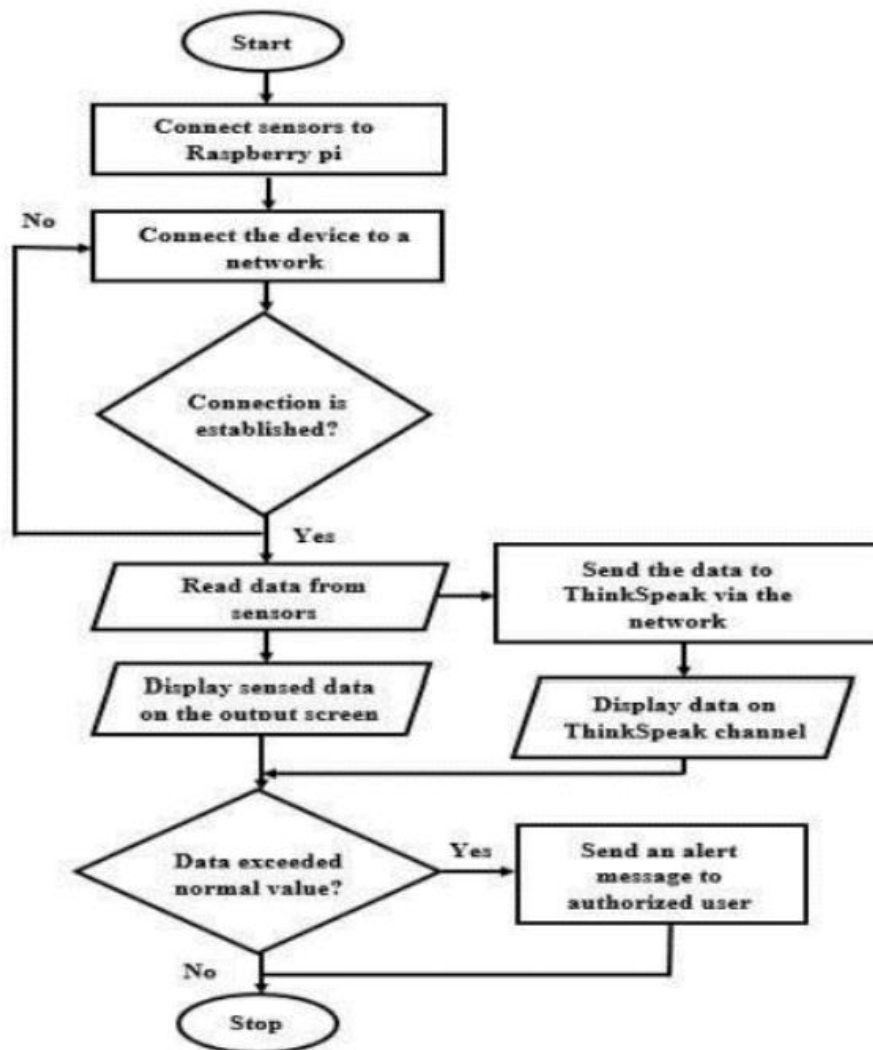 Start
Connect sensors to
Raspberry pi
No
Connect the device to a
network
Connection is
established?
Yes
Read data from
sensors
Send the data to
ThinkSpeak via the
network
Display sensed data
on the output screen
Display data on
ThinkSpeak channel
Data exceeded
normal value?
Yes
Send an alert
message to
authorized user
No
Stop